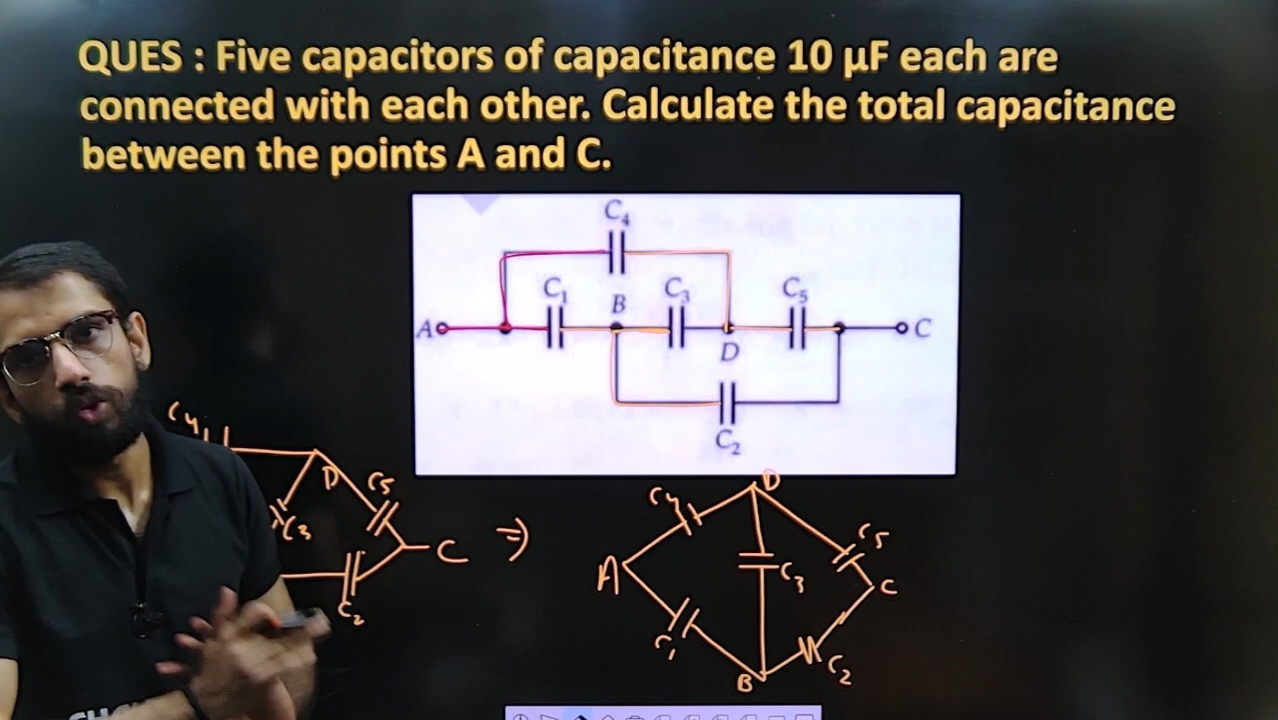 QUES : Five capacitors of capacitance 10 μF each are
connected with each other. Calculate the total capacitance
between the points A and C.
C₄
C₁ B C₃ C₅
A C
D
C₂
C4 D C5
C3 C ⇒
C2
D
C4 C5
A C3 C
C1 C2
B